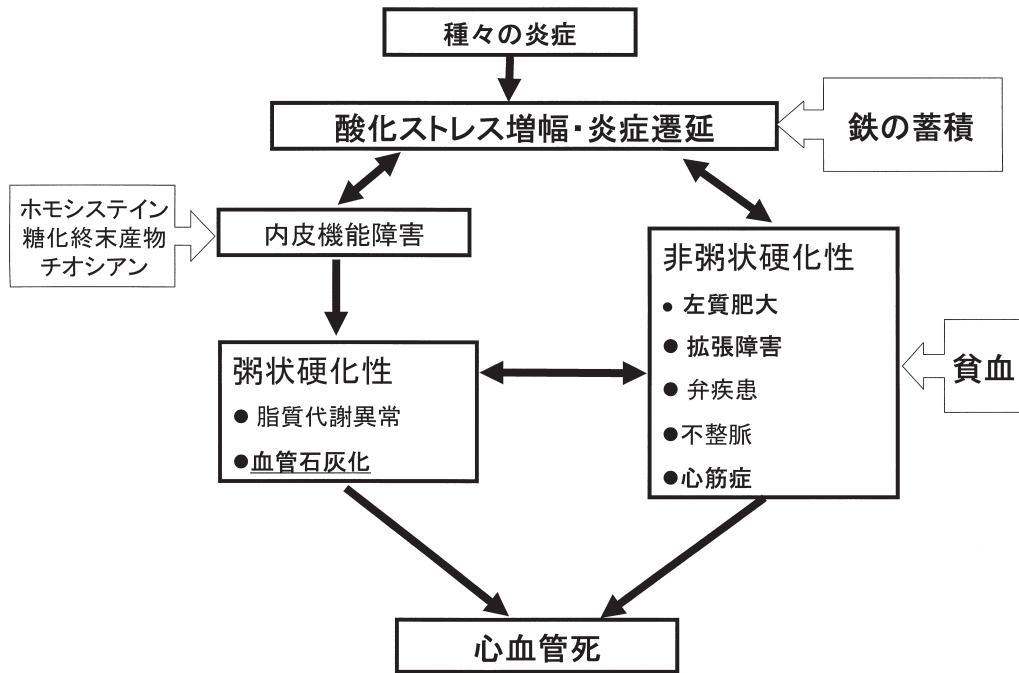 種々の炎症
酸化ストレス増幅・炎症遷延
鉄の蓄積
ホモシステイン
糖化終末産物
チオシアン
内皮機能障害
非粥状硬化性
● 左質肥大
● 拡張障害
● 弁疾患
● 不整脈
● 心筋症
貧血
粥状硬化性
● 脂質代謝異常
● 血管石灰化
心血管死